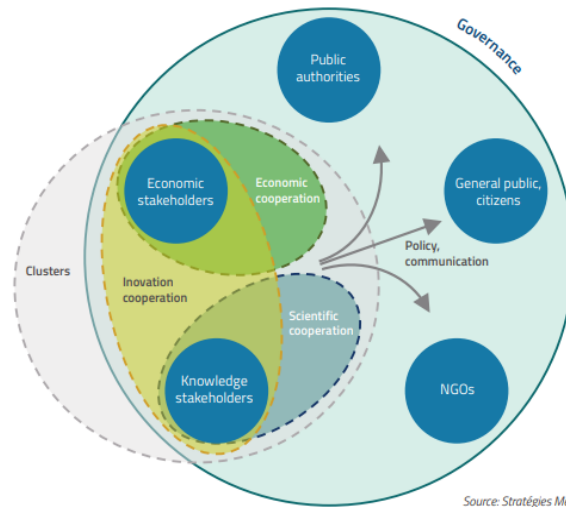 Governance
Public
authorities
Economic
stakeholders
Economic
cooperation
General public,
citizens
Policy,
communication
Clusters
Inovation
cooperation
Scientific
cooperation
Knowledge
stakeholders
NGOs
Source: Stratégies